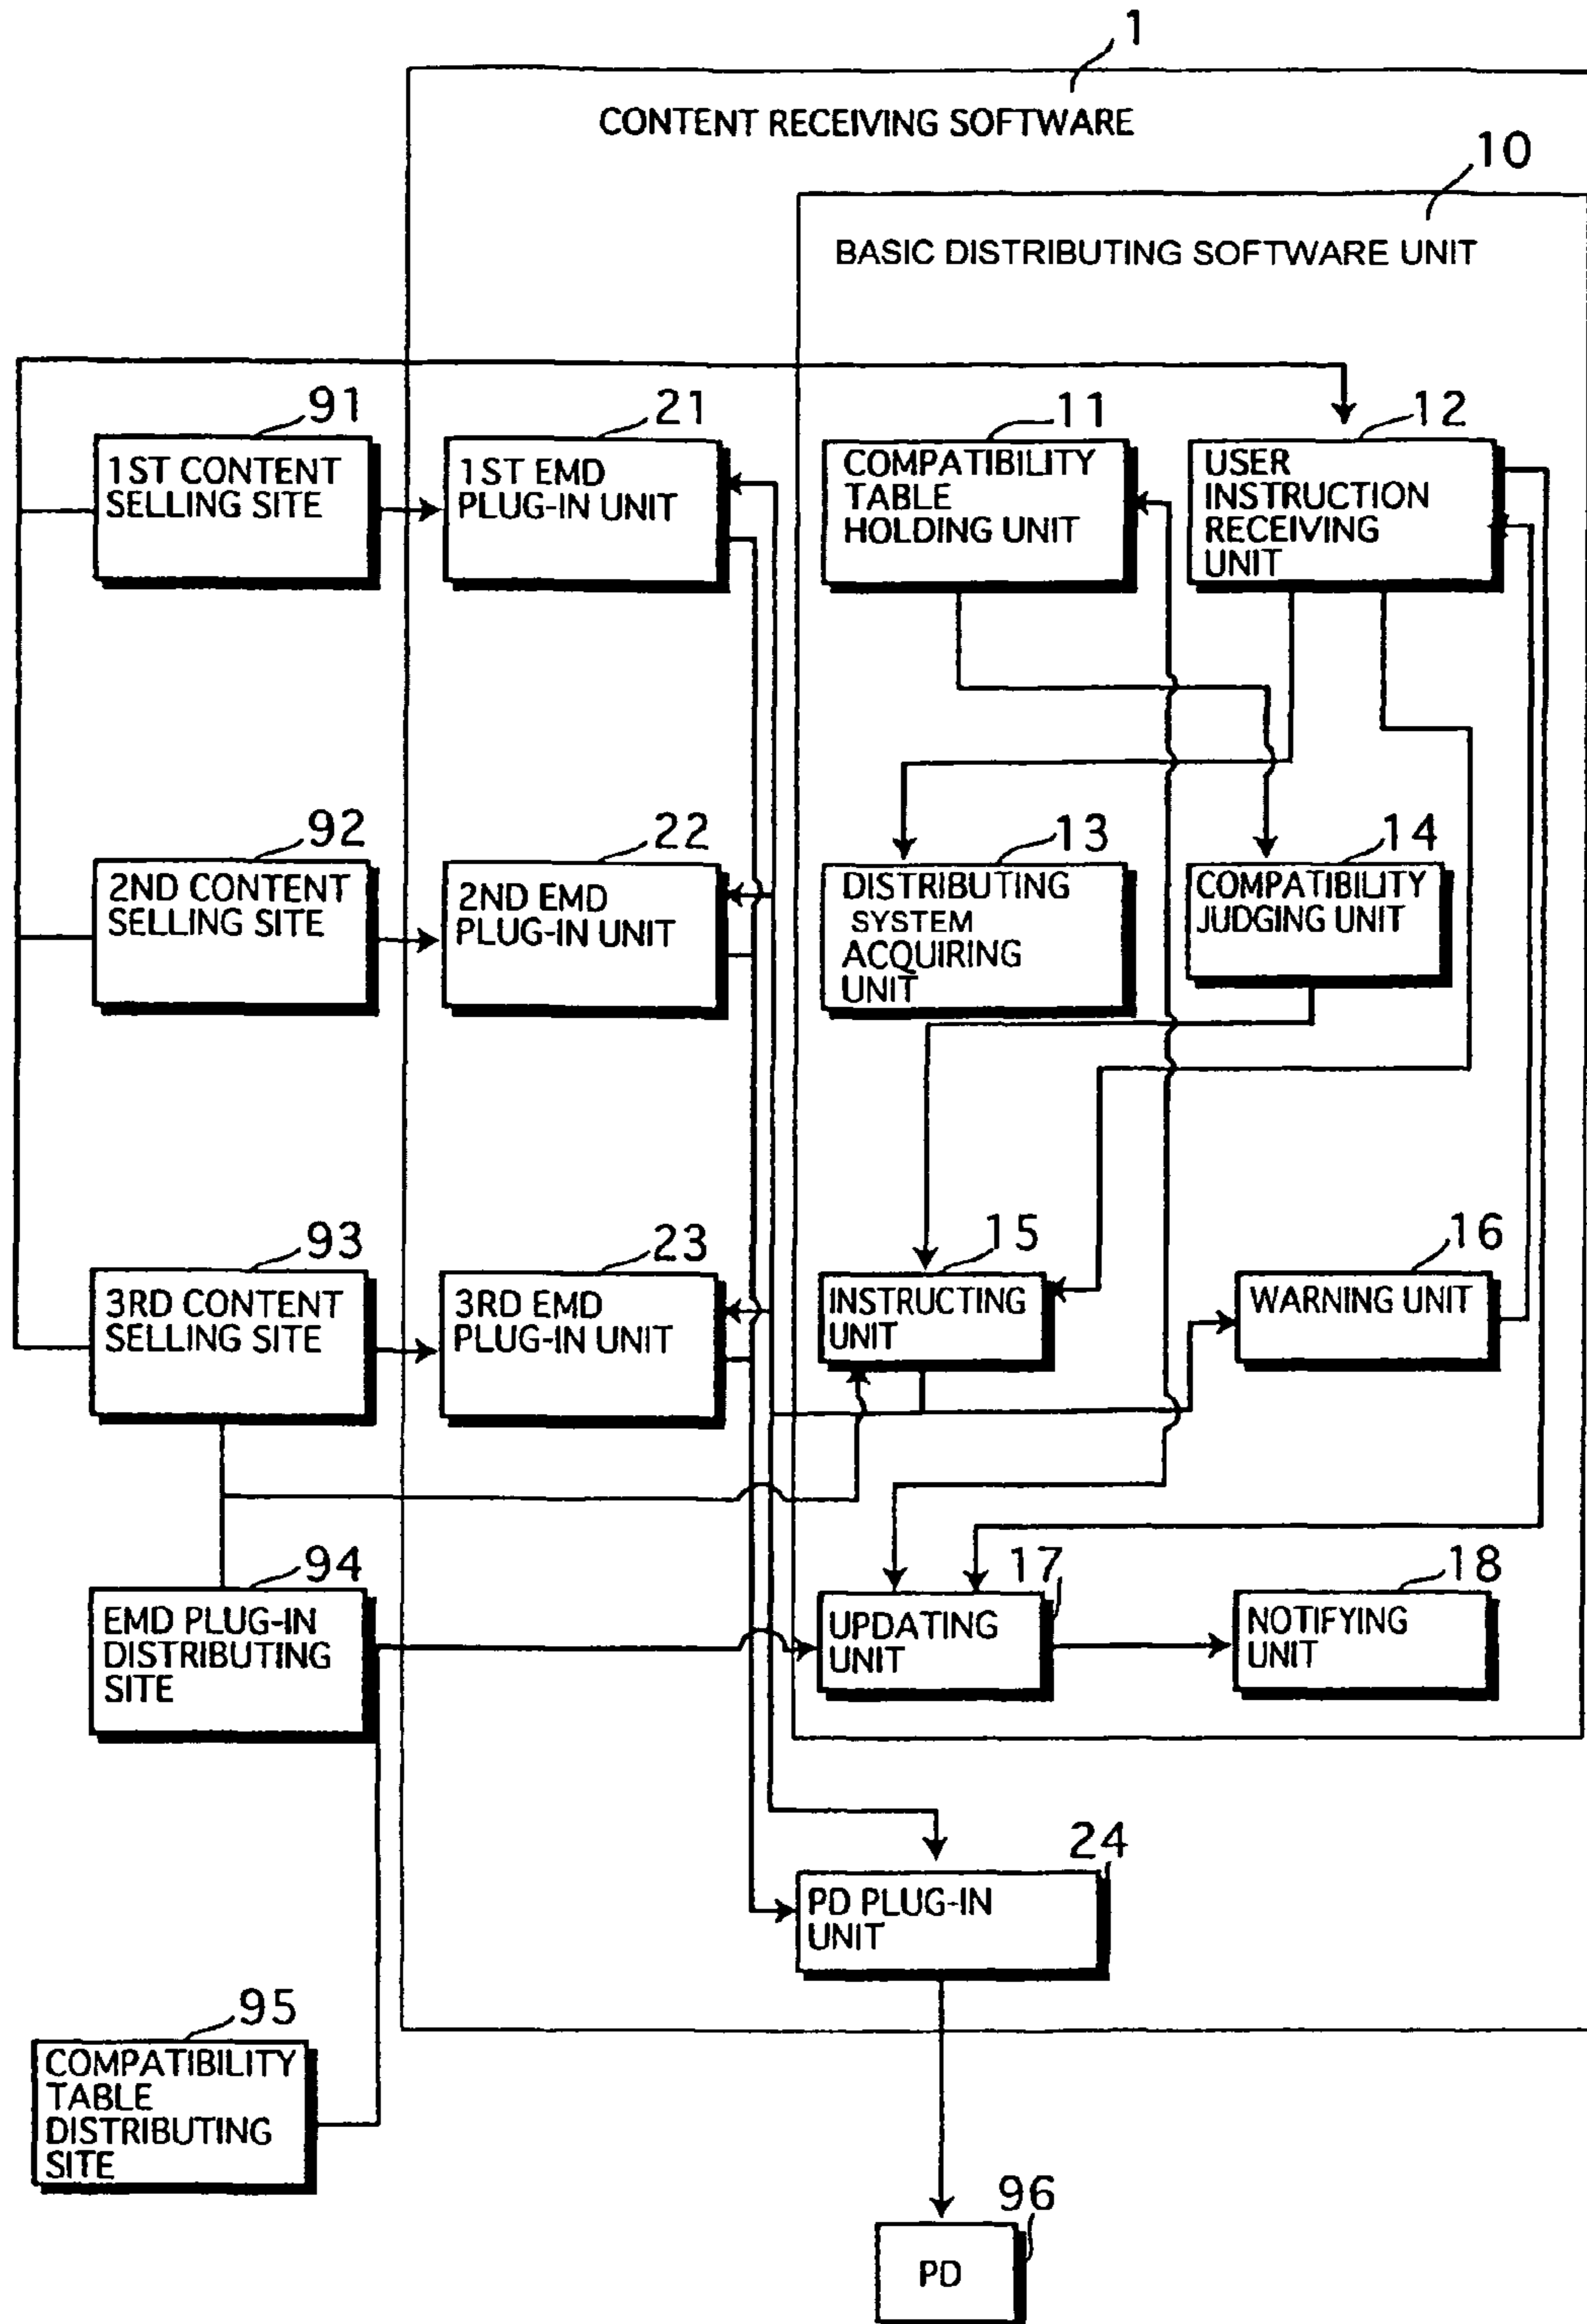 1
CONTENT RECEIVING SOFTWARE
10
BASIC DISTRIBUTING SOFTWARE UNIT
91
1ST CONTENT
SELLING SITE
21
1ST EMD
PLUG-IN UNIT
11
COMPATIBILITY
TABLE
HOLDING UNIT
12
USER
INSTRUCTION
RECEIVING
UNIT
92
2ND CONTENT
SELLING SITE
22
2ND EMD
PLUG-IN UNIT
13
DISTRIBUTING
SYSTEM
ACQUIRING
UNIT
14
COMPATIBILITY
JUDGING UNIT
93
3RD CONTENT
SELLING SITE
23
3RD EMD
PLUG-IN UNIT
15
INSTRUCTING
UNIT
16
WARNING UNIT
94
EMD PLUG-IN
DISTRIBUTING
SITE
17
UPDATING
UNIT
18
NOTIFYING
UNIT
24
PD PLUG-IN
UNIT
95
COMPATIBILITY
TABLE
DISTRIBUTING
SITE
96
PD